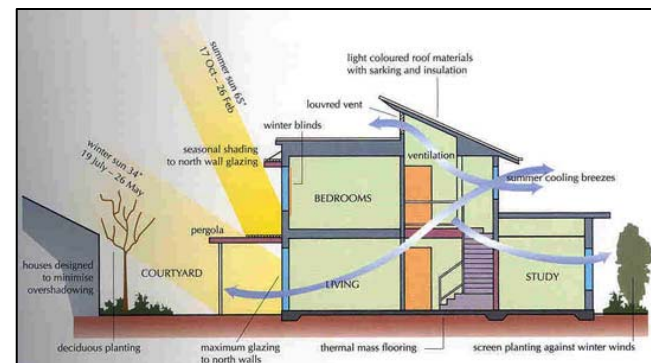 light coloured roof materials
with sarking and insulation
summer sun 65°
17 Oct – 26 Feb
louvred vent
winter blinds
winter sun 34°
19 July – 26 May
seasonal shading
to north wall glazing
ventilation
summer cooling breezes
BEDROOMS
pergola
houses designed
to minimise
overshadowing
COURTYARD
LIVING
STUDY
deciduous planting
maximum glazing
to north walls
thermal mass flooring
screen planting against winter winds